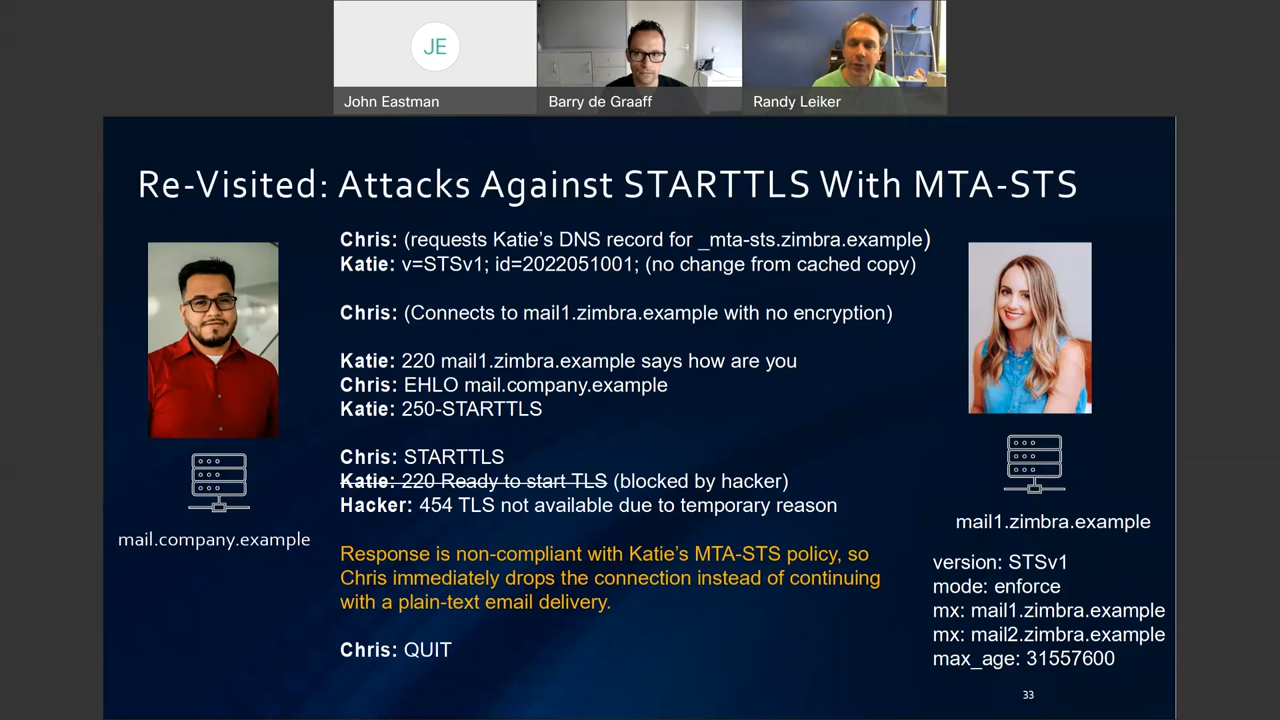 JE
John Eastman
Barry de Graaff
Randy Leiker
Re-Visited: Attacks Against STARTTLS With MTA-STS
Chris: (requests Katie's DNS record for _mta-sts.zimbra.example)
Katie: v=STSv1; id=2022051001; (no change from cached copy)
Chris: (Connects to mail1.zimbra.example with no encryption)
Katie: 220 mail1.zimbra.example says how are you
Chris: EHLO mail.company.example
Katie: 250-STARTTLS
Chris: STARTTLS
Katie: 220 Ready to start TLS (blocked by hacker)
Hacker: 454 TLS not available due to temporary reason
Response is non-compliant with Katie's MTA-STS policy, so
Chris immediately drops the connection instead of continuing
with a plain-text email delivery.
Chris: QUIT
mail.company.example
mail1.zimbra.example
version: STSv1
mode: enforce
mx: mail1.zimbra.example
mx: mail2.zimbra.example
max_age: 31557600
33